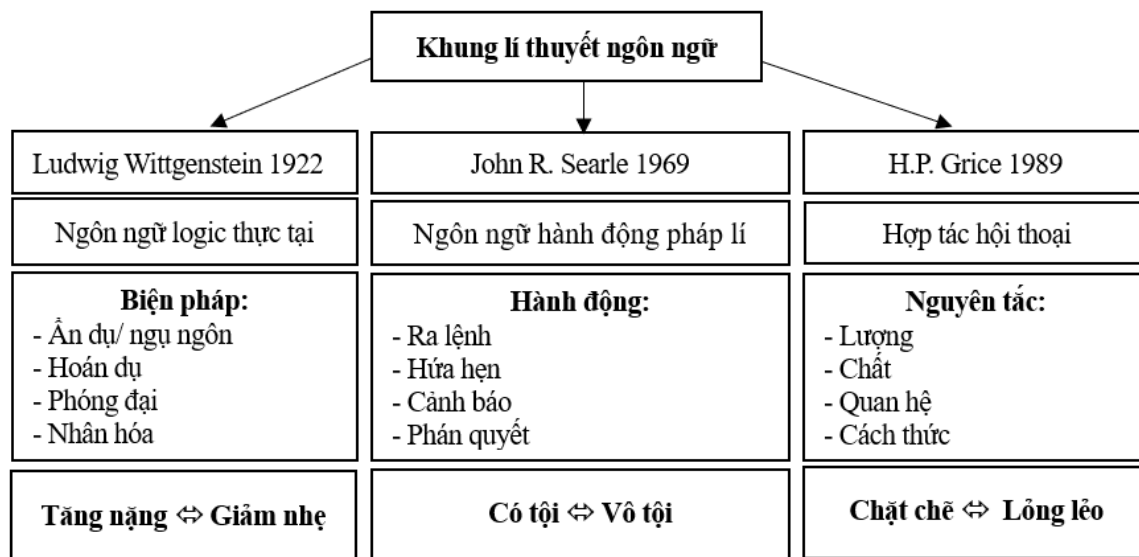 Khung lí thuyết ngôn ngữ
Ludwig Wittgenstein 1922
Ngôn ngữ logic thực tại
Biện pháp:
- Ẩn dụ/ ngụ ngôn
- Hoán dụ
- Phóng đại
- Nhân hóa
Tăng nặng ⇔ Giảm nhẹ
John R. Searle 1969
Ngôn ngữ hành động pháp lí
Hành động:
- Ra lệnh
- Hứa hẹn
- Cảnh báo
- Phán quyết
Có tội ⇔ Vô tội
H.P. Grice 1989
Hợp tác hội thoại
Nguyên tắc:
- Lượng
- Chất
- Quan hệ
- Cách thức
Chặt chẽ ⇔ Lỏng lẻo